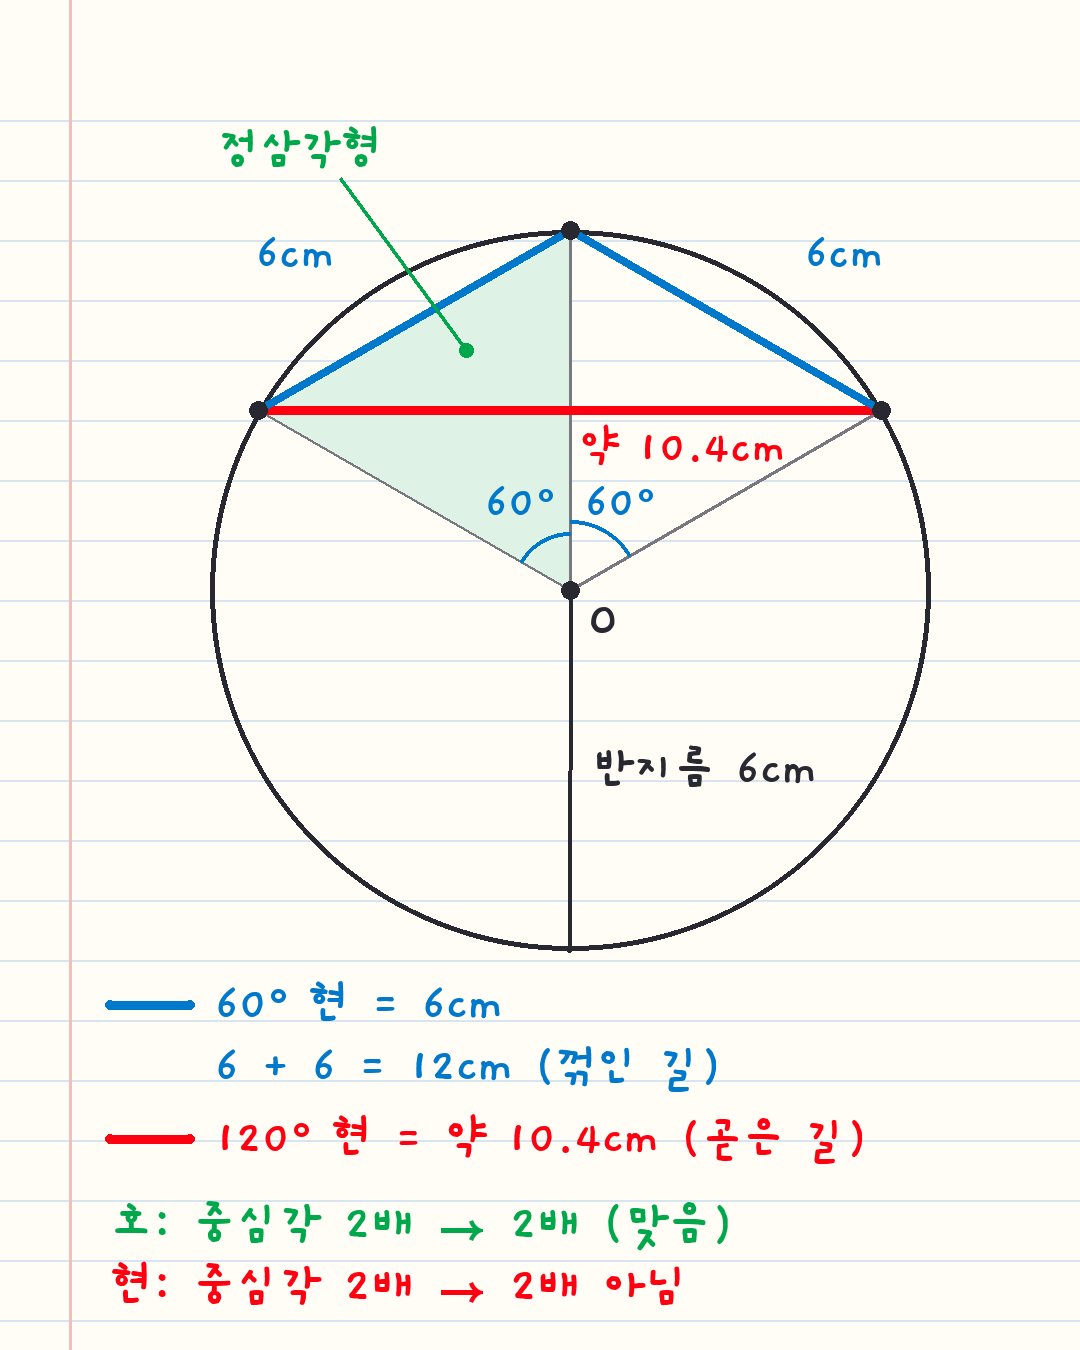 정삼각형
6cm
6cm
약 10.4cm
60° 60°
O
반지름 6cm
60° 현 = 6cm
6 + 6 = 12cm (꺾인 길)
120° 현 = 약 10.4cm (곧은 길)
호: 중심각 2배 → 2배 (맞음)
현: 중심각 2배 → 2배 아님